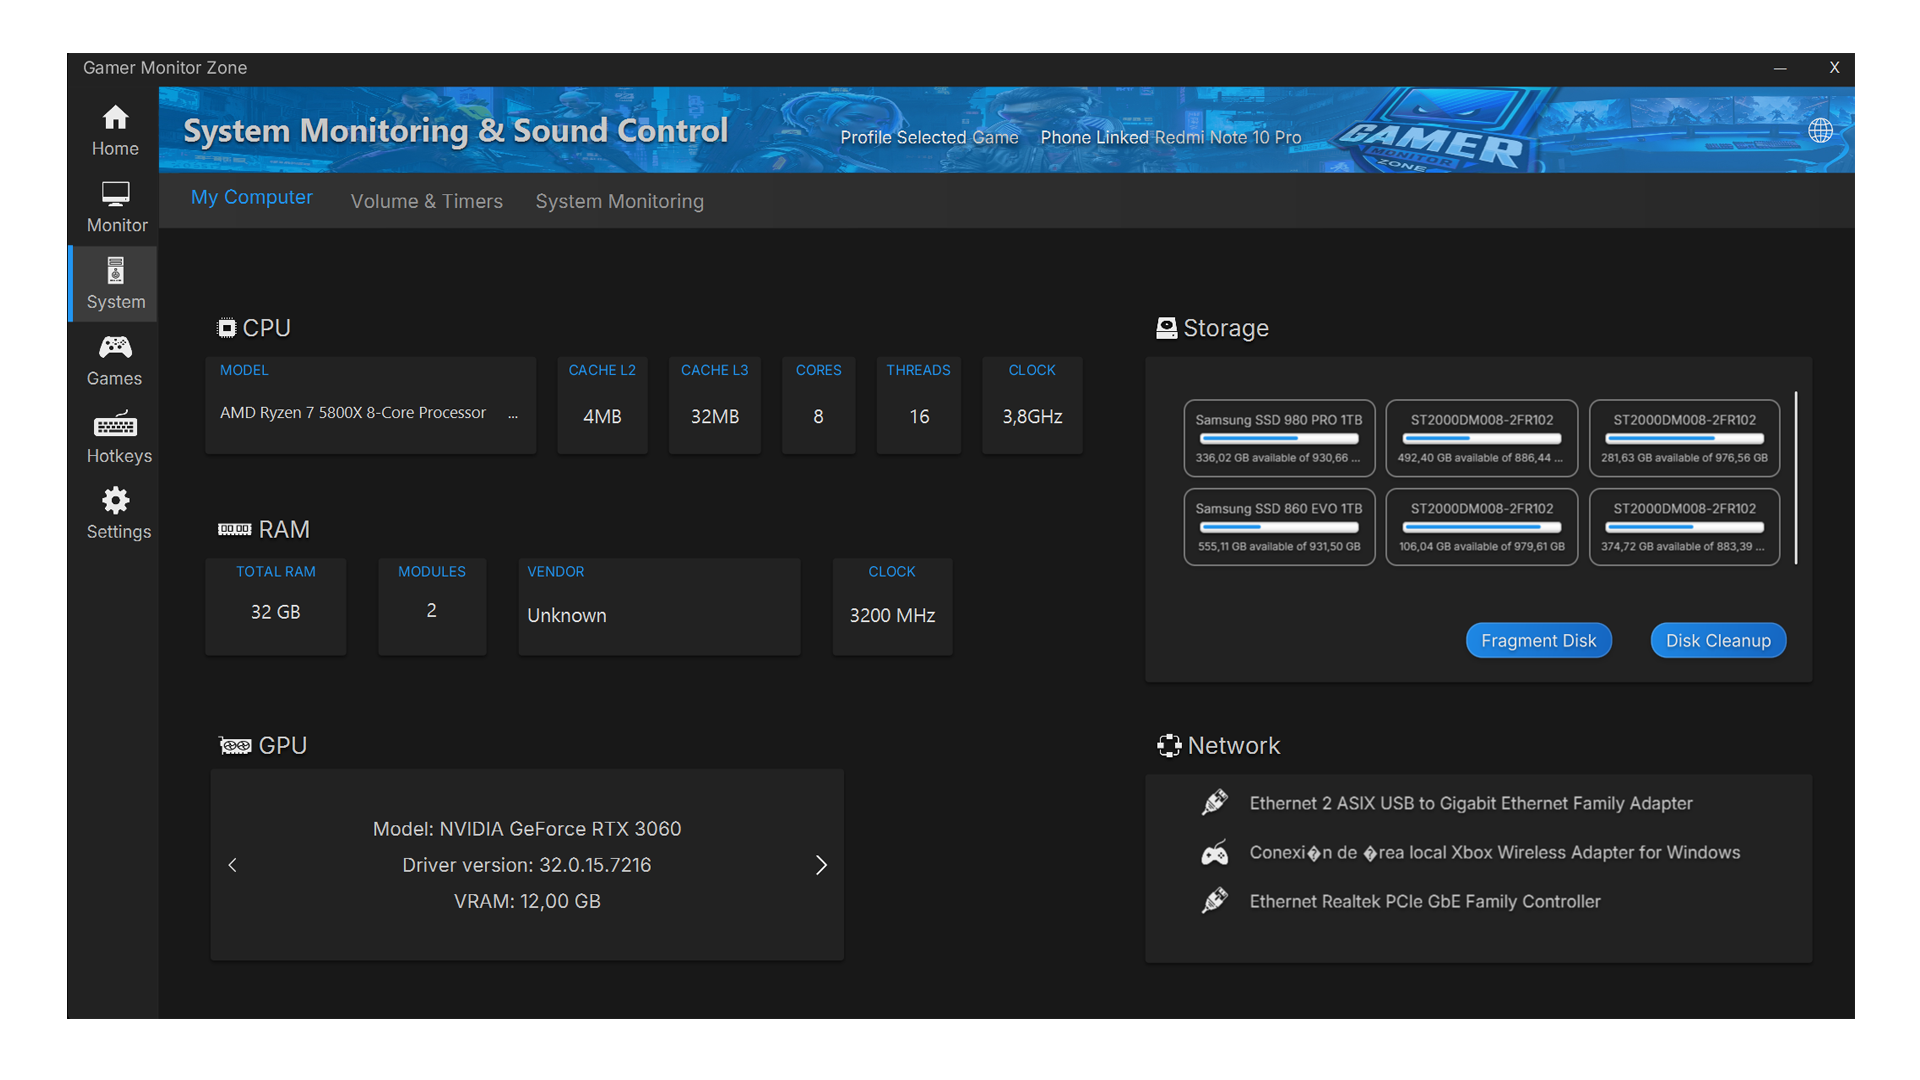 Gamer Monitor Zone
X
Home
Monitor
System
Games
Hotkeys
Settings
System Monitoring & Sound Control
Profile Selected Game Phone Linked Redmi Note 10 Pro
GAMER
MONITOR
ZONE
My Computer Volume & Timers System Monitoring
CPU
MODEL
AMD Ryzen 7 5800X 8-Core Processor ...
CACHE L2
4MB
CACHE L3
32MB
CORES
8
THREADS
16
CLOCK
3,8GHz
RAM
TOTAL RAM
32 GB
MODULES
2
VENDOR
Unknown
CLOCK
3200 MHz
GPU
Model: NVIDIA GeForce RTX 3060
Driver version: 32.0.15.7216
VRAM: 12,00 GB
Storage
Samsung SSD 980 PRO 1TB
336,02 GB available of 930,66 ...
ST2000DM008-2FR102
492,40 GB available of 886,44 ...
ST2000DM008-2FR102
281,63 GB available of 976,56 GB
Samsung SSD 860 EVO 1TB
555,11 GB available of 931,50 GB
ST2000DM008-2FR102
106,04 GB available of 979,61 GB
ST2000DM008-2FR102
374,72 GB available of 883,39 ...
Fragment Disk
Disk Cleanup
Network
Ethernet 2 ASIX USB to Gigabit Ethernet Family Adapter
Conexi�n de �rea local Xbox Wireless Adapter for Windows
Ethernet Realtek PCIe GbE Family Controller